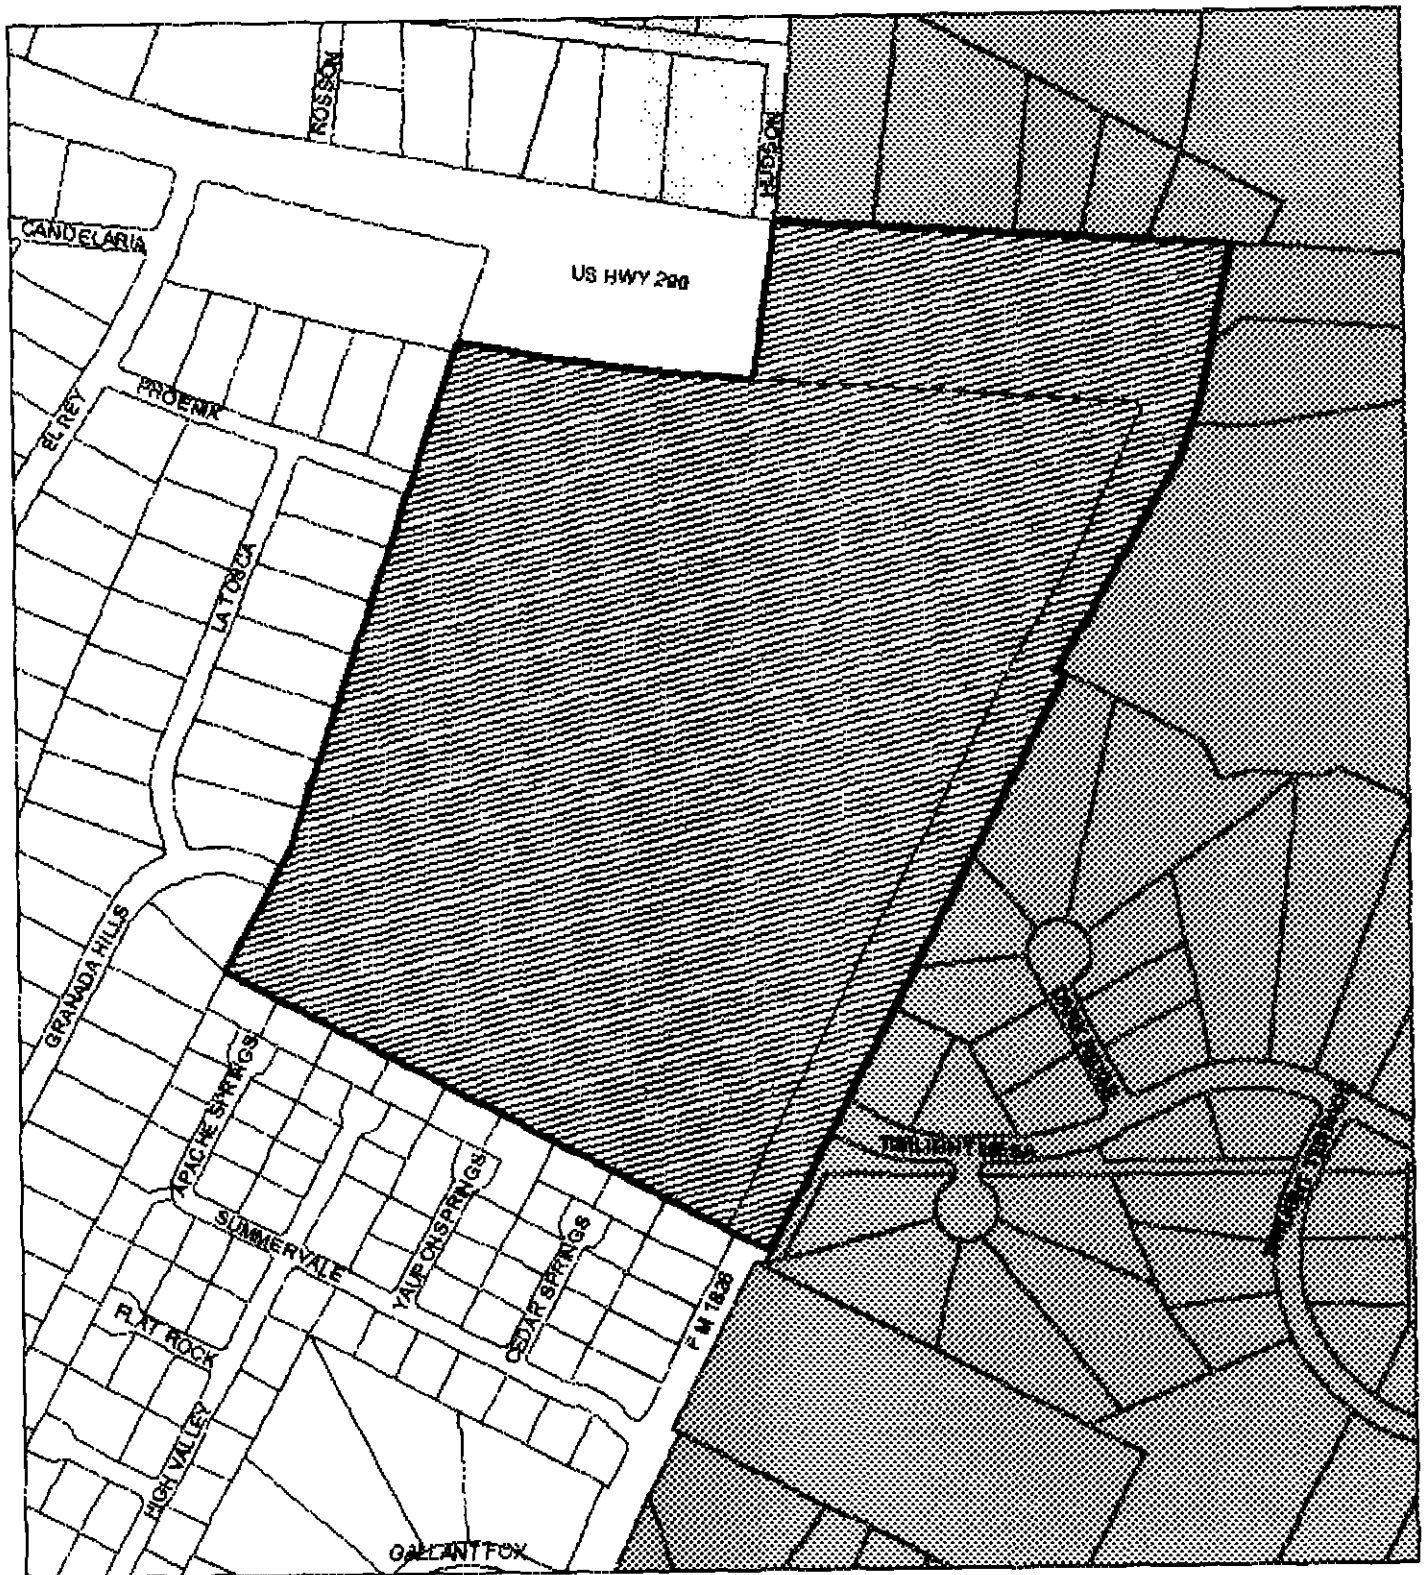 ROSSON
HUDSON
CANDELARIA
US HWY 290
PHOENIX
EL REY
LA TOSCA
GRANADA HILLS
APACHE SPRINGS
SUMMERVALE
YAUPON SPRINGS
CEDAR SPRINGS
F M 1826
FLAT ROCK
HIGH VALLEY
GALLANT FOX
TWILIGHT MESA